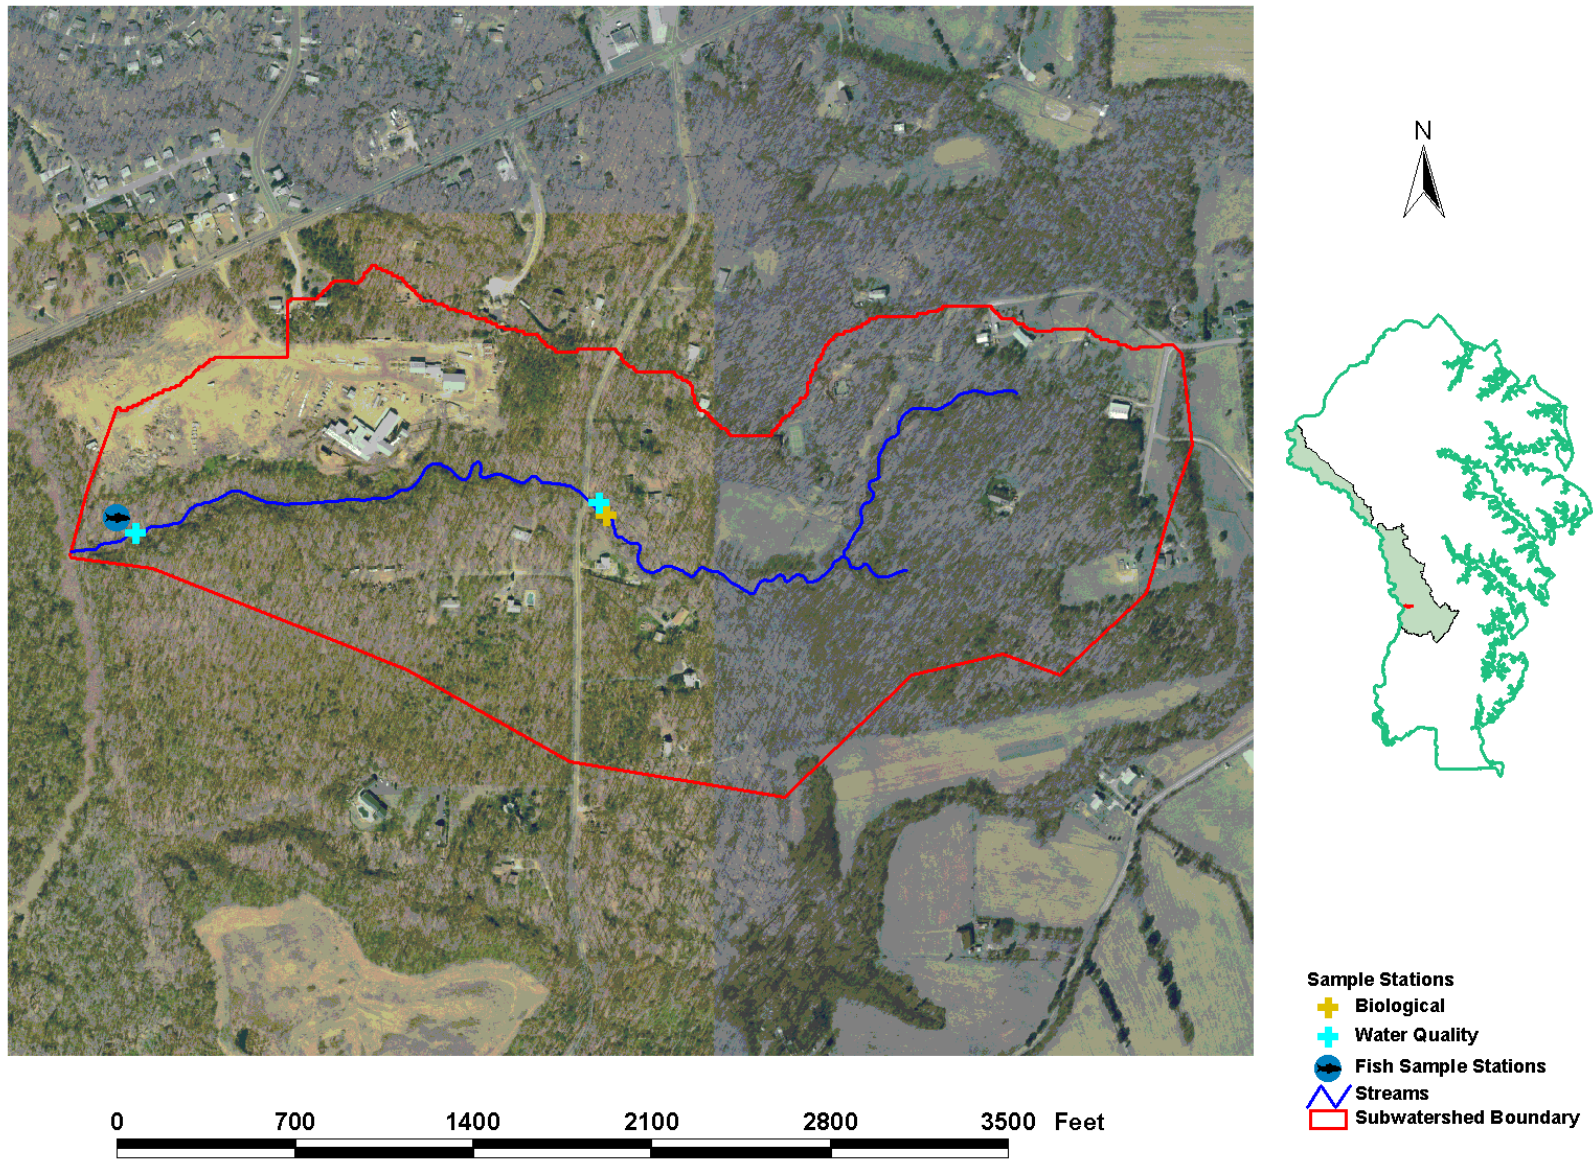 N
Sample Stations
Biological
Water Quality
Fish Sample Stations
Streams
Subwatershed Boundary
0 700 1400 2100 2800 3500 Feet